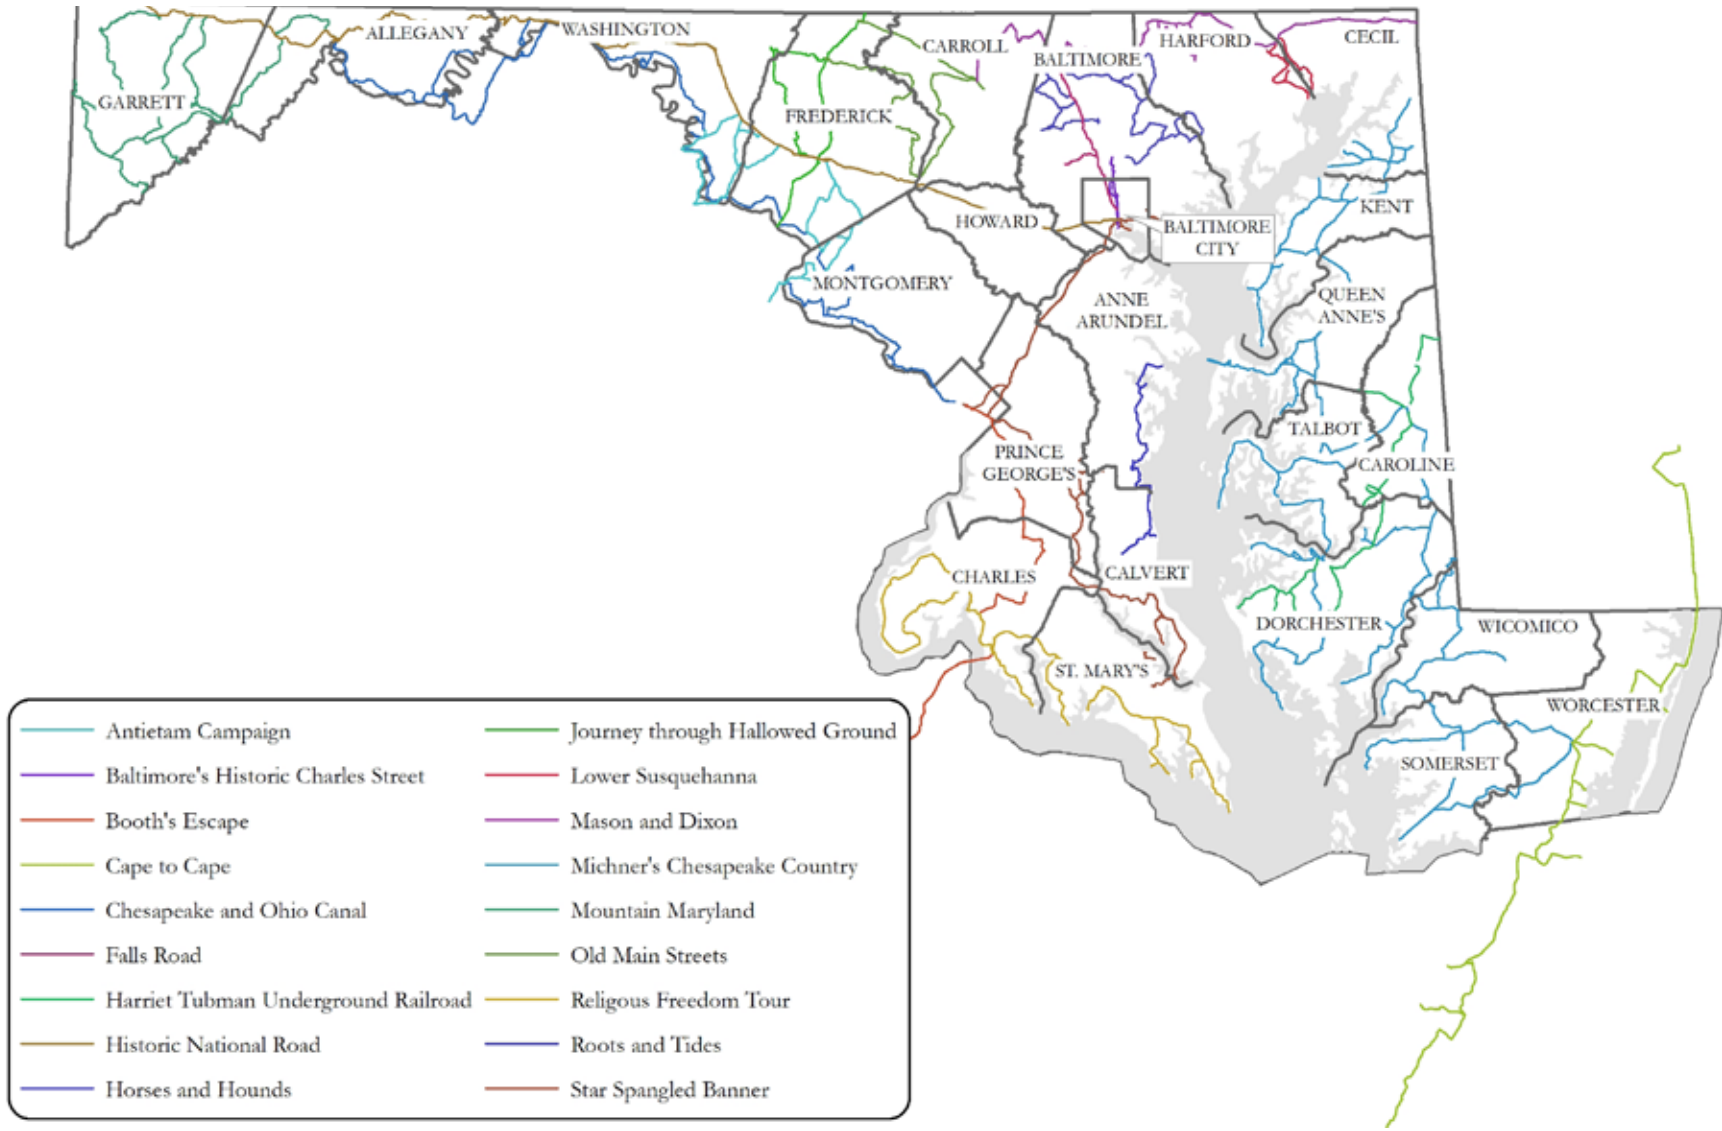 ALLEGANY
WASHINGTON
CARROLL
HARFORD
CECIL
BALTIMORE
GARRETT
FREDERICK
HOWARD
KENT
BALTIMORE
CITY
MONTGOMERY
ANNE
ARUNDEL
QUEEN
ANNE'S
TALBOT
PRINCE
GEORGE'S
CAROLINE
CHARLES
CALVERT
DORCHESTER
WICOMICO
ST. MARY'S
WORCESTER
SOMERSET
Antietam Campaign
Baltimore's Historic Charles Street
Booth's Escape
Cape to Cape
Chesapeake and Ohio Canal
Falls Road
Harriet Tubman Underground Railroad
Historic National Road
Horses and Hounds
Journey through Hallowed Ground
Lower Susquehanna
Mason and Dixon
Michner's Chesapeake Country
Mountain Maryland
Old Main Streets
Religous Freedom Tour
Roots and Tides
Star Spangled Banner